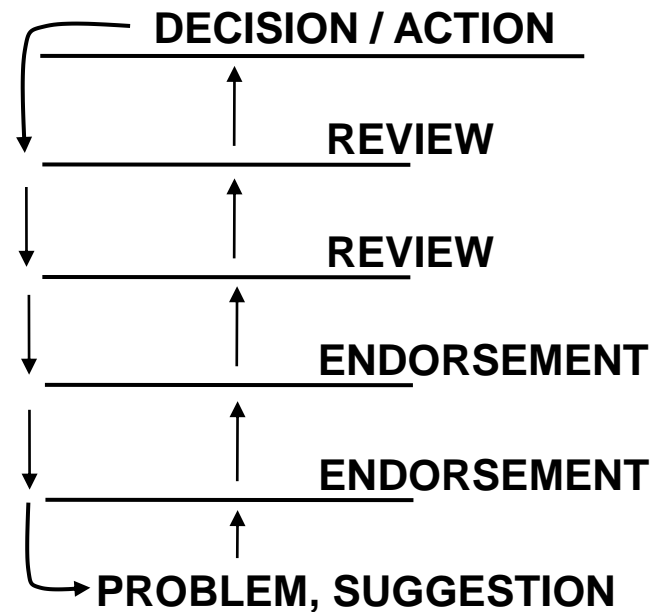 DECISION / ACTION
REVIEW
REVIEW
ENDORSEMENT
ENDORSEMENT
PROBLEM, SUGGESTION